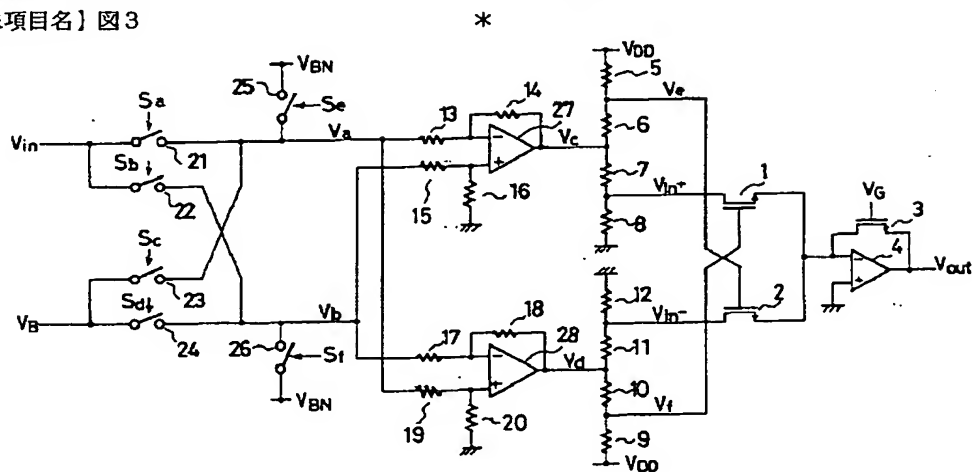 項目名】図3
*
VDD
5
VBN
25
Se
Sa
Vin
21
Sb
22
Va
13
14
27
Vc
15
16
Ve
6
7
Vin+
8
1
VG
3
4
Vout
Sc
23
VB
Sd
24
Vb
26
Sf
VBN
17
18
28
Vd
19
20
12
Vin-
11
10
Vf
9
VDD
2